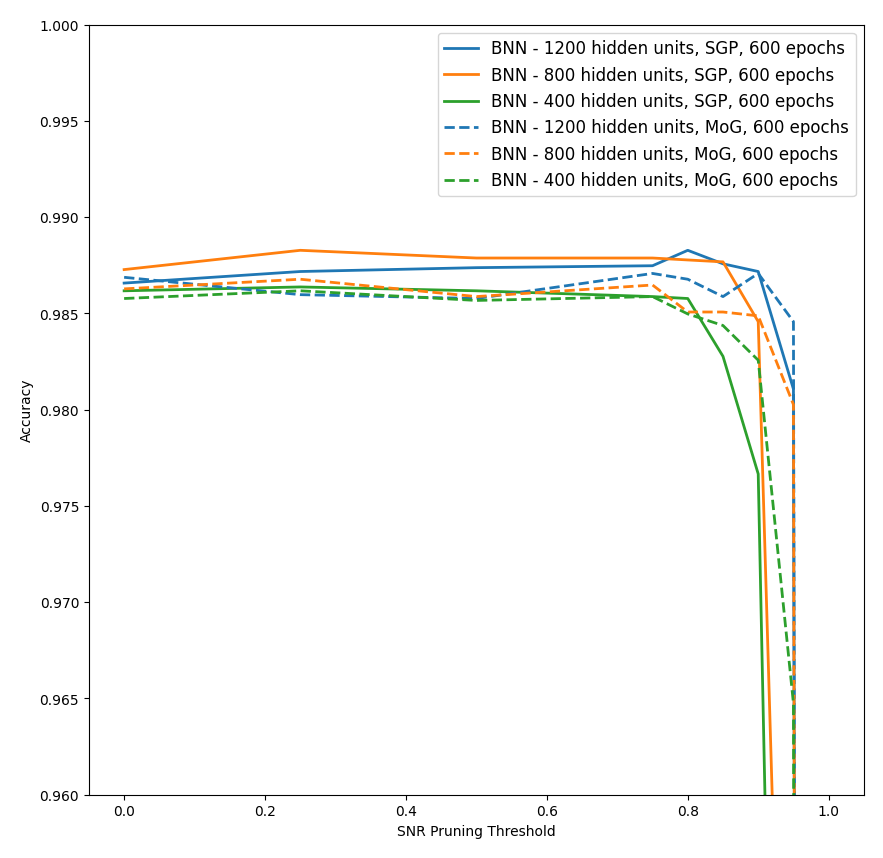 1.000
0.995
0.990
0.985
0.980
0.975
0.970
0.965
0.960
Accuracy
BNN - 1200 hidden units, SGP, 600 epochs
BNN - 800 hidden units, SGP, 600 epochs
BNN - 400 hidden units, SGP, 600 epochs
BNN - 1200 hidden units, MoG, 600 epochs
BNN - 800 hidden units, MoG, 600 epochs
BNN - 400 hidden units, MoG, 600 epochs
0.0 0.2 0.4 0.6 0.8 1.0
SNR Pruning Threshold